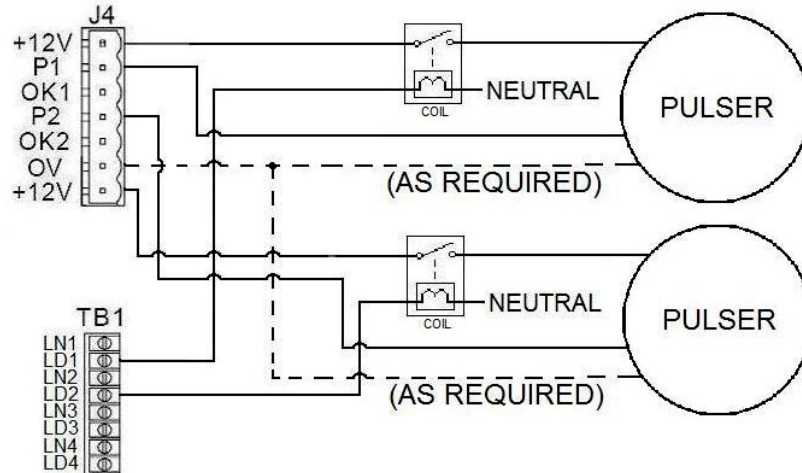 J4
+12V
P1
OK1
P2
OK2
OV
+12V
COIL
NEUTRAL
PULSER
(AS REQUIRED)
COIL
NEUTRAL
PULSER
(AS REQUIRED)
TB1
LN1
LD1
LN2
LD2
LN3
LD3
LN4
LD4